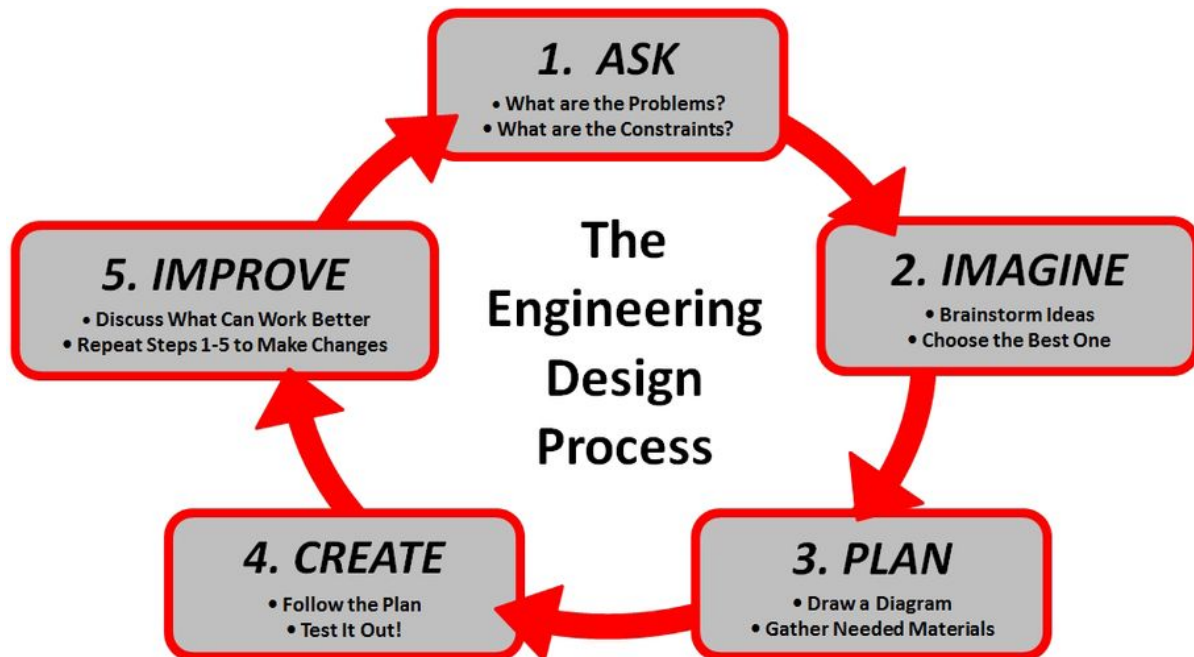 1. ASK
• What are the Problems?
• What are the Constraints?
The
Engineering
Design
Process
2. IMAGINE
• Brainstorm Ideas
• Choose the Best One
3. PLAN
• Draw a Diagram
• Gather Needed Materials
4. CREATE
• Follow the Plan
• Test It Out!
5. IMPROVE
• Discuss What Can Work Better
• Repeat Steps 1-5 to Make Changes